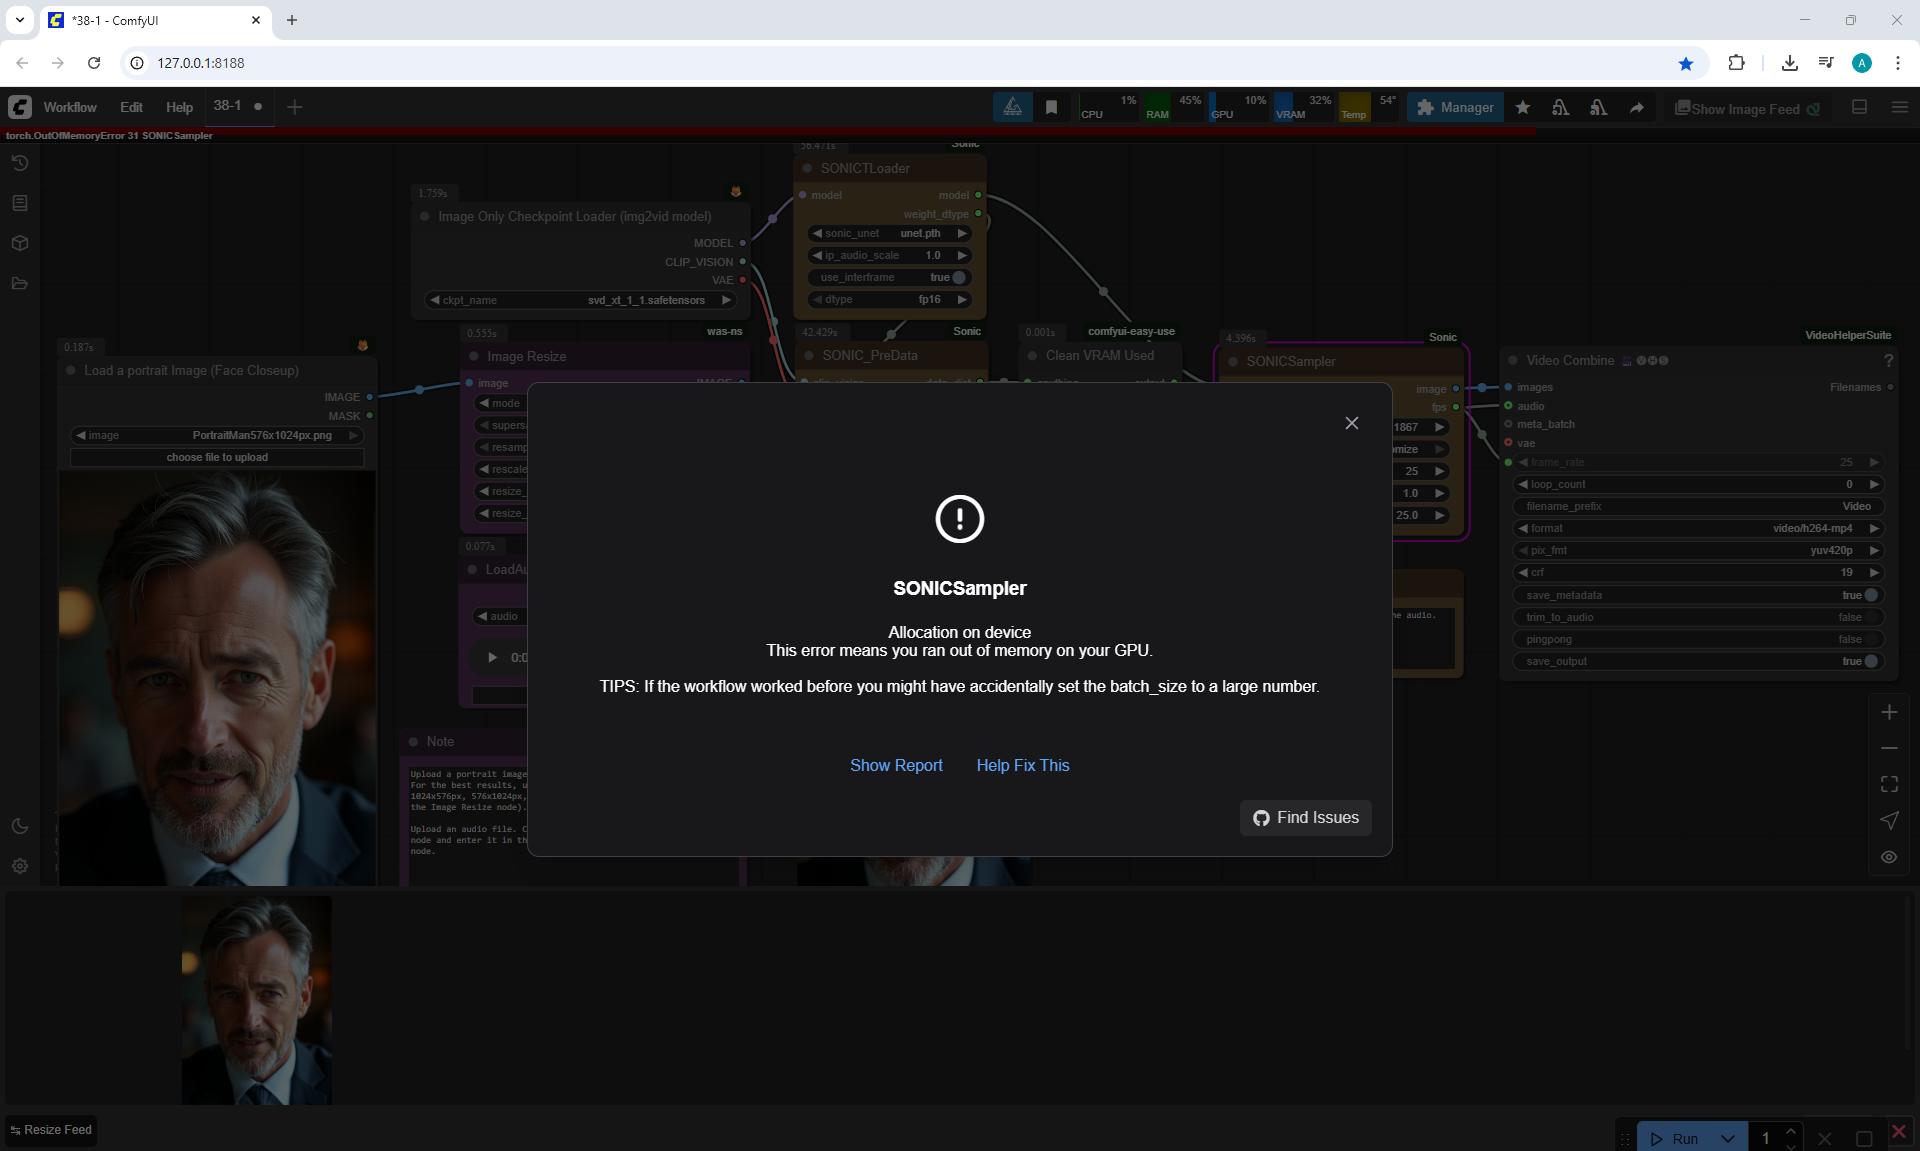 *38-1 - ComfyUI
127.0.0.1:8188
Workflow Edit Help 38-1
1% CPU 45% RAM 10% GPU 32% VRAM 54° Temp
Manager
Show Image Feed
torch.OutOfMemoryError 31 SONICSampler
56.471s Sonic
SONICTLoader
model model
weight_dtype
sonic_unet unet.pth
ip_audio_scale 1.0
use_interframe true
dtype fp16
1.759s
Image Only Checkpoint Loader (img2vid model)
MODEL
CLIP_VISION
VAE
ckpt_name svd_xt_1_1.safetensors
0.187s
Load a portrait Image (Face Closeup)
IMAGE
MASK
image PortraitMan576x1024px.png
choose file to upload
0.555s was-ns
Image Resize
image IMAGE
mode
supers
resamp
rescale
resize_
resize_
42.429s Sonic
SONIC_PreData
clip_vision data_dict
0.001s comfyui-easy-use
Clean VRAM Used
anything output
4.396s Sonic
SONICSampler
image
fps
1867
mize
25
1.0
25.0
VideoHelperSuite
Video Combine VHS ?
images Filenames
audio
meta_batch
vae
frame_rate 25
loop_count 0
filename_prefix Video
format video/h264-mp4
pix_fmt yuv420p
crf 19
save_metadata true
trim_to_audio false
pingpong false
save_output true
0.077s
LoadAu
audio
0:0
he audio.
Note
Upload a portrait image
For the best results, u
1024x576px, 576x1024px,
the Image Resize node).
Upload an audio file. C
node and enter it in th
node.
SONICSampler
Allocation on device
This error means you ran out of memory on your GPU.
TIPS: If the workflow worked before you might have accidentally set the batch_size to a large number.
Show Report Help Fix This
Find Issues
Resize Feed
Run 1
A